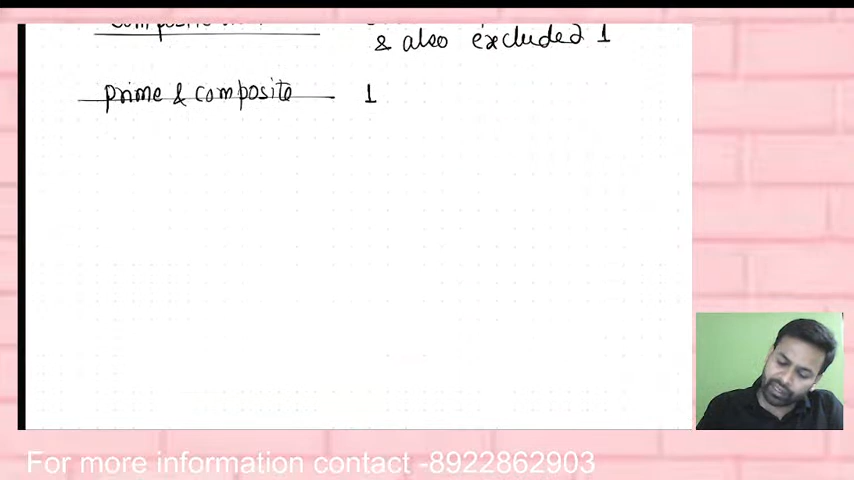 & also excluded 1
prime & composite 1
For more information contact -8922862903